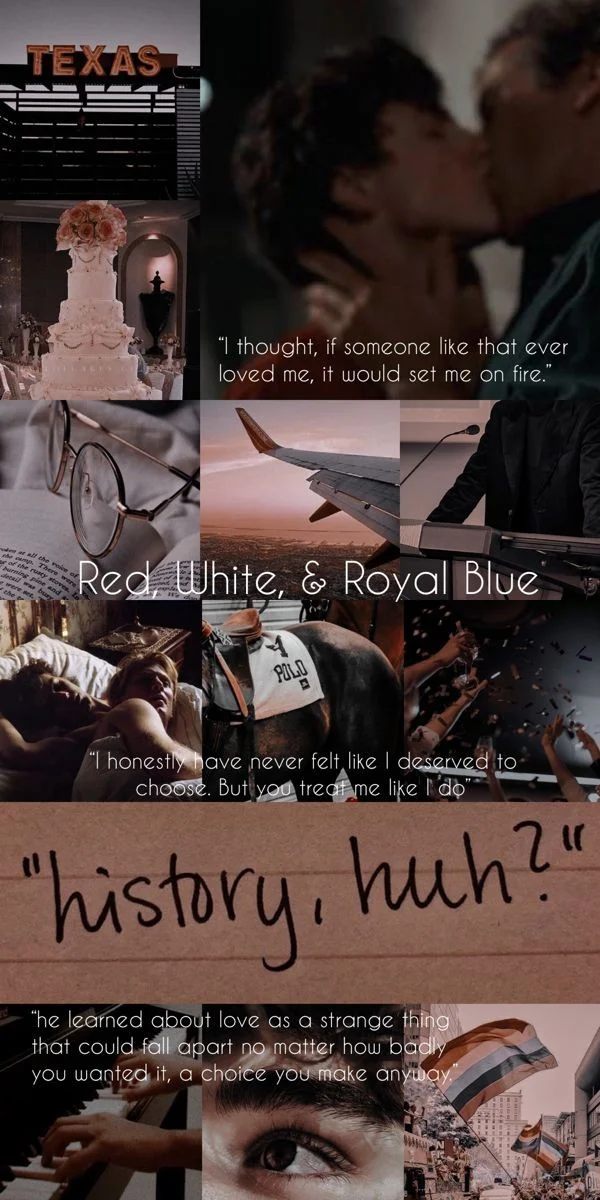 TEXAS
“I thought, if someone like that ever
loved me, it would set me on fire.”
Red, White, & Royal Blue
POLO
“I honestly have never felt like I deserved to
choose. But you treat me like I do”
"history, huh?"
“he learned about love as a strange thing
that could fall apart no matter how badly
you wanted it, a choice you make anyway.”